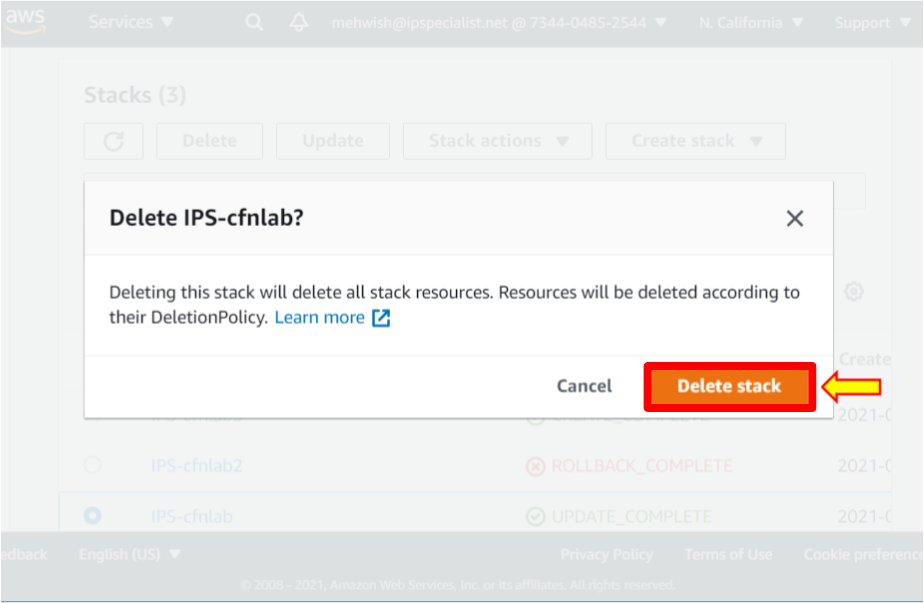 aws Services mehwish@ipspecialist.net @ 7344-0485-2544 N. California Support
Stacks (3)
Delete Update Stack actions Create stack
Delete IPS-cfnlab?
Deleting this stack will delete all stack resources. Resources will be deleted according to
their DeletionPolicy. Learn more
Create
Cancel Delete stack
2021-0
IPS-cfnlab2 ROLLBACK_COMPLETE 2021-0
IPS-cfnlab UPDATE_COMPLETE 2021-0
edback English (US) Privacy Policy Terms of Use Cookie preference
© 2008 - 2021, Amazon Web Services, Inc. or its affiliates. All rights reserved.